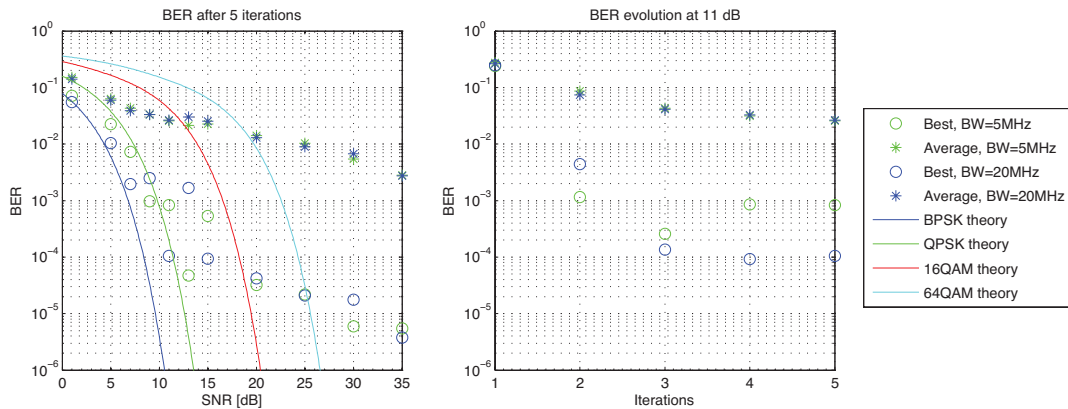 BER after 5 iterations
10^0
10^-1
10^-2
10^-3
10^-4
10^-5
10^-6
BER
0 5 10 15 20 25 30 35
SNR [dB]
BER evolution at 11 dB
10^0
10^-1
10^-2
10^-3
10^-4
10^-5
10^-6
BER
1 2 3 4 5
Iterations
Best, BW=5MHz
Average, BW=5MHz
Best, BW=20MHz
Average, BW=20MHz
BPSK theory
QPSK theory
16QAM theory
64QAM theory